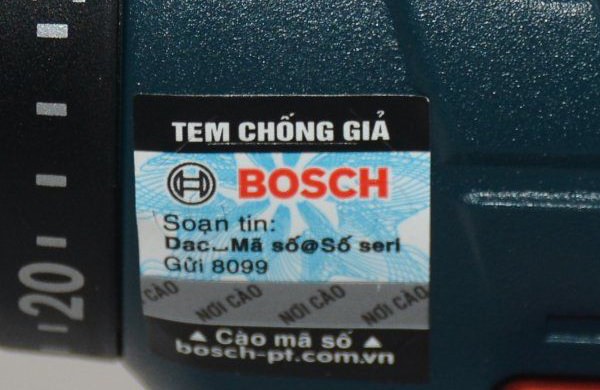 TEM CHỐNG GIẢ
BOSCH
Soạn tin:
Dac_Mã số@Số seri
Gửi 8099
NƠI CÀO NƠI CÀO NƠI CÀO NƠI CÀO
▲ Cào mã số ▲
bosch-pt.com.vn
20